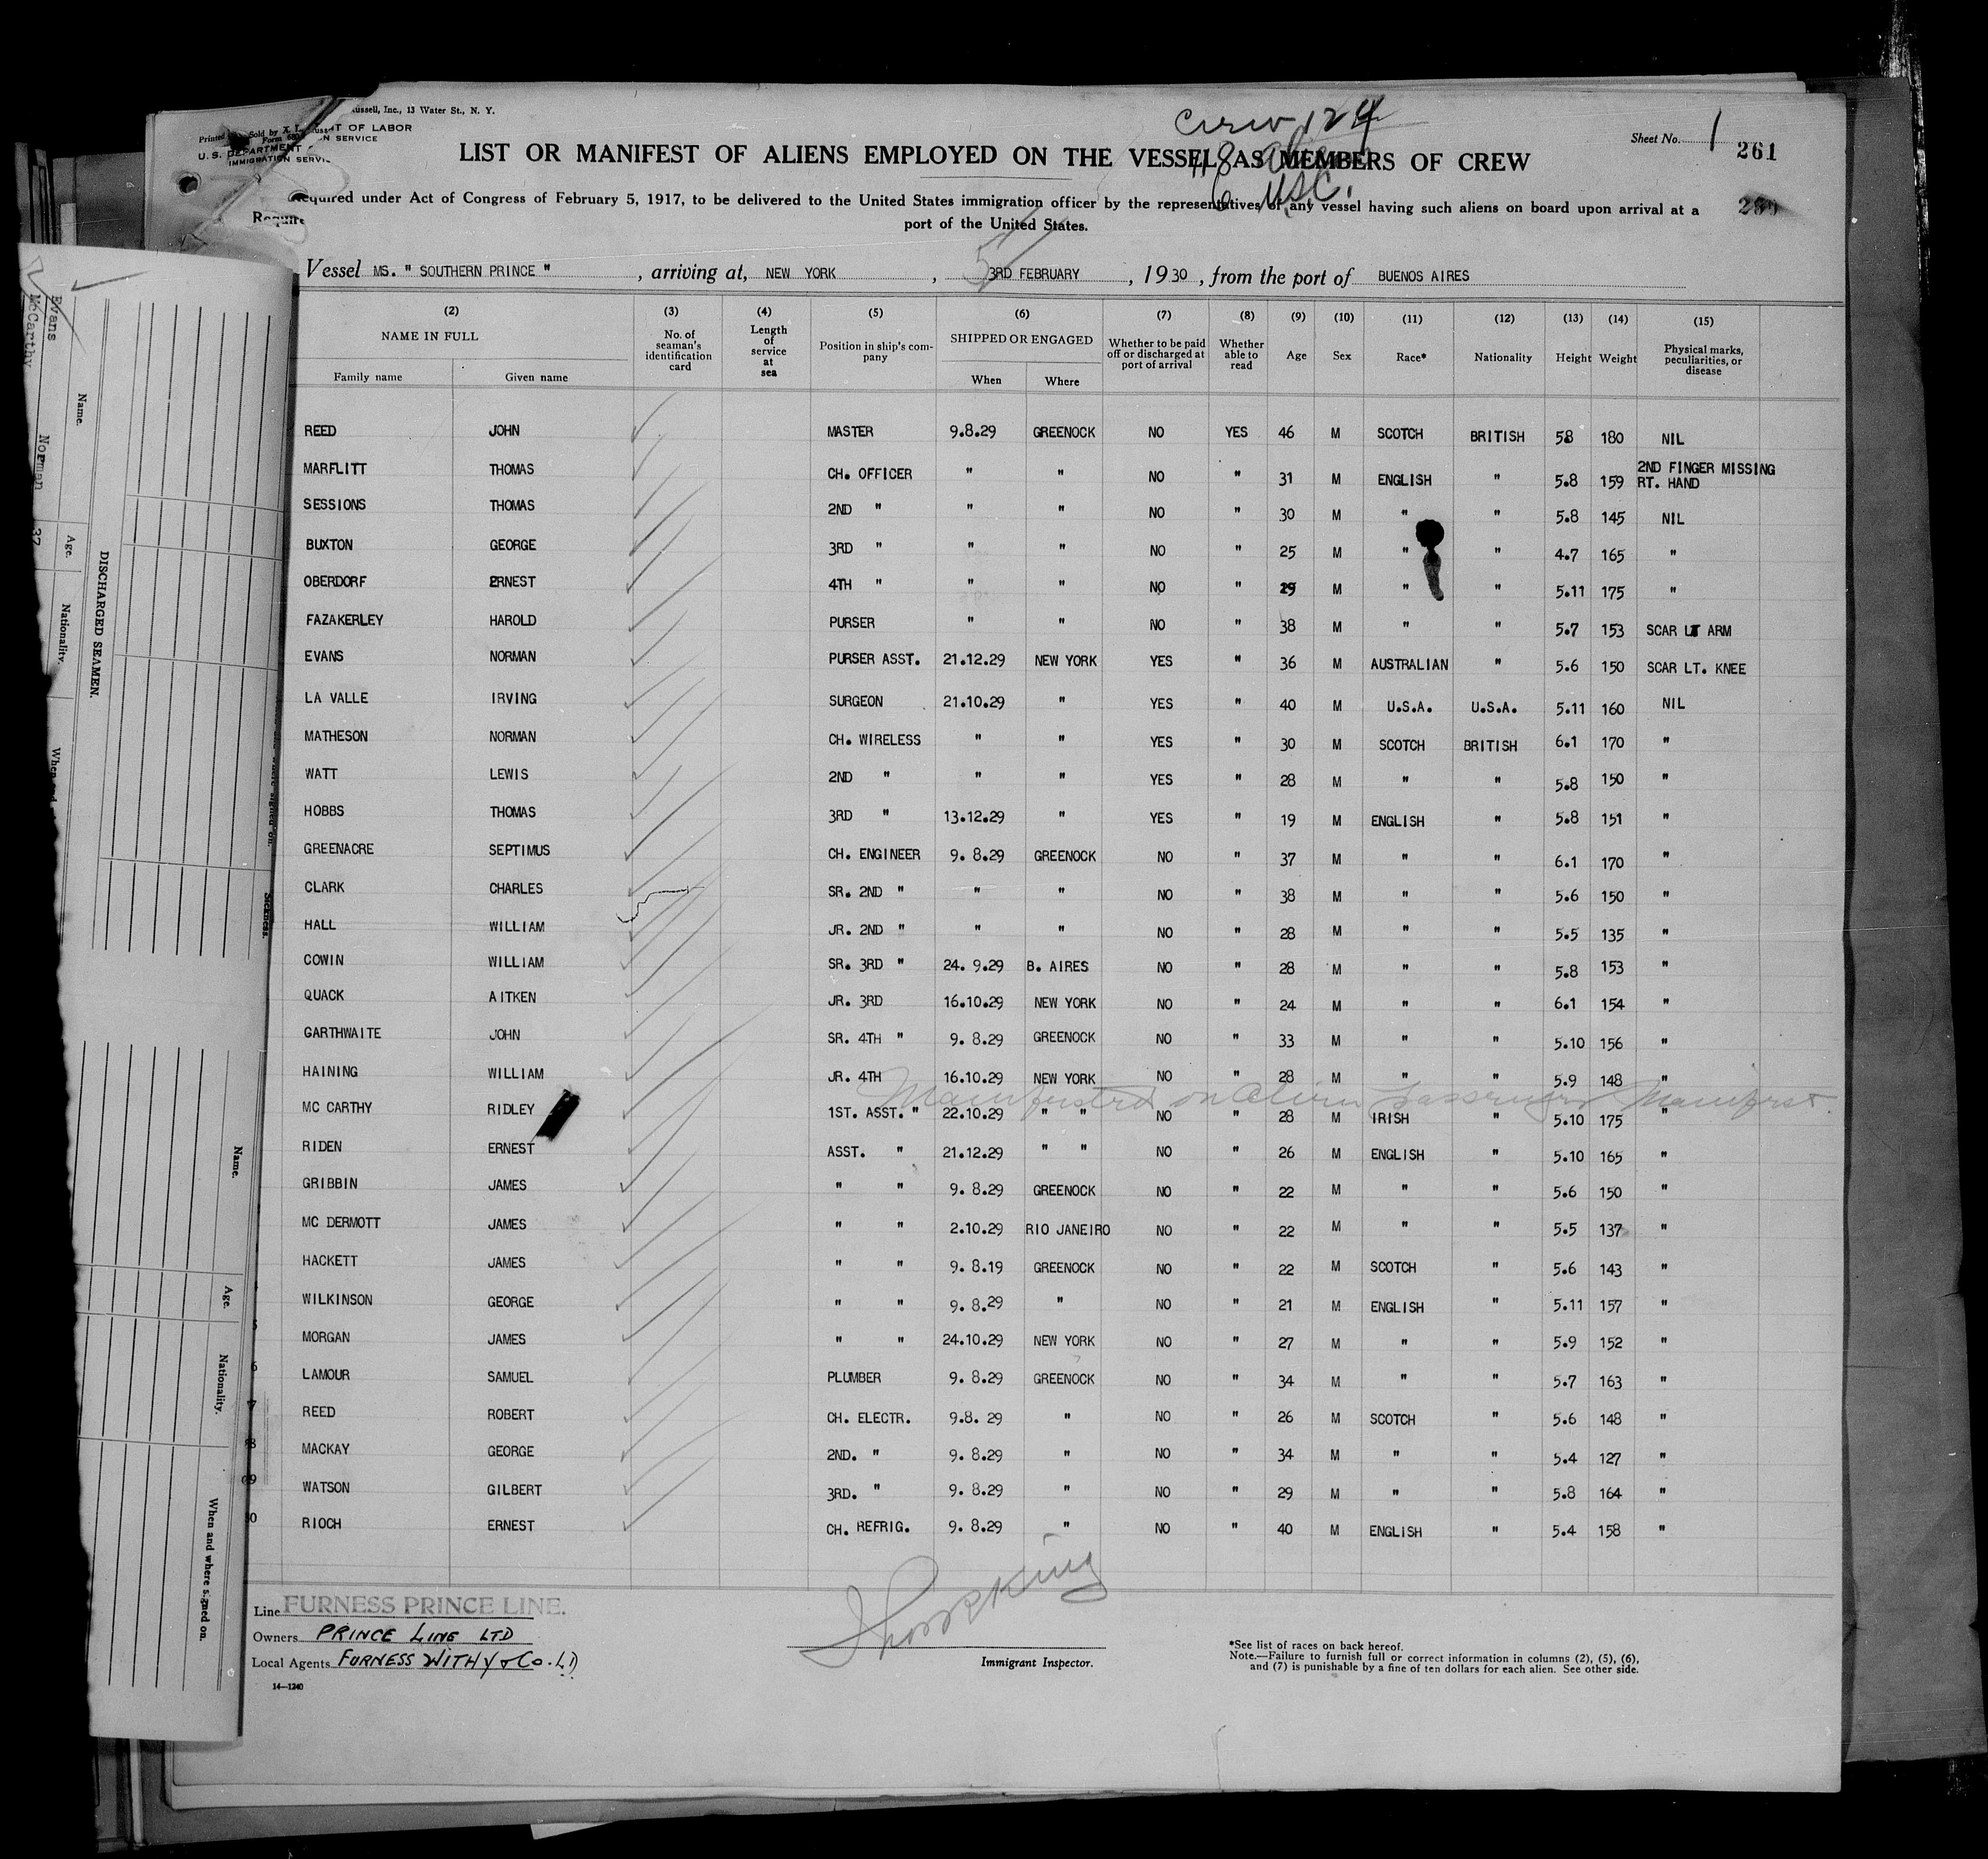 Russell, Inc., 13 Water St., N. Y.
Printed Sold by X. L.
U. S. DEPARTMENT OF LABOR
IMMIGRATION SERVICE
Crew 124
118 Alien
6 USC.
Sheet No. 1
261
LIST OR MANIFEST OF ALIENS EMPLOYED ON THE VESSEL AS MEMBERS OF CREW
Required under Act of Congress of February 5, 1917, to be delivered to the United States immigration officer by the representatives of any vessel having such aliens on board upon arrival at a
port of the United States.
Vessel MS. " SOUTHERN PRINCE " , arriving at, NEW YORK , 5 3RD FEBRUARY , 1930 , from the port of BUENOS AIRES
(2) (3) (4) (5) (6) (7) (8) (9) (10) (11) (12) (13) (14) (15)
NAME IN FULL No. of seaman's identification card Length of service at sea Position in ship's company SHIPPED OR ENGAGED Whether to be paid off or discharged at port of arrival Whether able to read Age Sex Race* Nationality Height Weight Physical marks, peculiarities, or disease
Family name Given name When Where
REED JOHN MASTER 9.8.29 GREENOCK NO YES 46 M SCOTCH BRITISH 58 180 NIL
MARFLITT THOMAS CH. OFFICER " " NO " 31 M ENGLISH " 5.8 159 2ND FINGER MISSING RT. HAND
SESSIONS THOMAS 2ND " " " NO " 30 M " " 5.8 145 NIL
BUXTON GEORGE 3RD " " " NO " 25 M " " 4.7 165 "
OBERDORF ERNEST 4TH " " " NO " 29 M " " 5.11 175 "
FAZAKERLEY HAROLD PURSER " " NO " 38 M " " 5.7 153 SCAR LT ARM
EVANS NORMAN PURSER ASST. 21.12.29 NEW YORK YES " 36 M AUSTRALIAN " 5.6 150 SCAR LT. KNEE
LA VALLE IRVING SURGEON 21.10.29 " YES " 40 M U.S.A. U.S.A. 5.11 160 NIL
MATHESON NORMAN CH. WIRELESS " " YES " 30 M SCOTCH BRITISH 6.1 170 "
WATT LEWIS 2ND " " " YES " 28 M " " 5.8 150 "
HOBBS THOMAS 3RD " 13.12.29 " YES " 19 M ENGLISH " 5.8 151 "
GREENACRE SEPTIMUS CH. ENGINEER 9. 8.29 GREENOCK NO " 37 M " " 6.1 170 "
CLARK CHARLES SR. 2ND " " " NO " 38 M " " 5.6 150 "
HALL WILLIAM JR. 2ND " " " NO " 28 M " " 5.5 135 "
COWIN WILLIAM SR. 3RD " 24. 9.29 B. AIRES NO " 28 M " " 5.8 153 "
QUACK AITKEN JR. 3RD 16.10.29 NEW YORK NO " 24 M " " 6.1 154 "
GARTHWAITE JOHN SR. 4TH " 9. 8.29 GREENOCK NO " 33 M " " 5.10 156 "
HAINING WILLIAM JR. 4TH 16.10.29 NEW YORK NO " 28 M " " 5.9 148 "
Manifested on Alien Passenger Manifest
MC CARTHY RIDLEY 1ST. ASST. " 22.10.29 " " NO " 28 M IRISH " 5.10 175 "
RIDEN ERNEST ASST. " 21.12.29 " " NO " 26 M ENGLISH " 5.10 165 "
GRIBBIN JAMES " " 9. 8.29 GREENOCK NO " 22 M " " 5.6 150 "
MC DERMOTT JAMES " " 2.10.29 RIO JANEIRO NO " 22 M " " 5.5 137 "
HACKETT JAMES " " 9. 8.19 GREENOCK NO " 22 M SCOTCH " 5.6 143 "
WILKINSON GEORGE " " 9. 8.29 " NO " 21 M ENGLISH " 5.11 157 "
MORGAN JAMES " " 24.10.29 NEW YORK NO " 27 M " " 5.9 152 "
LAMOUR SAMUEL PLUMBER 9. 8.29 GREENOCK NO " 34 M " " 5.7 163 "
REED ROBERT CH. ELECTR. 9.8. 29 " NO " 26 M SCOTCH " 5.6 148 "
MACKAY GEORGE 2ND. " 9. 8.29 " NO " 34 M " " 5.4 127 "
WATSON GILBERT 3RD. " 9. 8.29 " NO " 29 M " " 5.8 164 "
RIOCH ERNEST CH. REFRIG. 9. 8.29 " NO " 40 M ENGLISH " 5.4 158 "
Line FURNESS PRINCE LINE.
Owners PRINCE LINE LTD
Local Agents FURNESS WITHY & Co. LD
14—1240
Immigrant Inspector.
*See list of races on back hereof.
Note.—Failure to furnish full or correct information in columns (2), (5), (6),
and (7) is punishable by a fine of ten dollars for each alien. See other side.
Evans Norman 37
McCarthy
DISCHARGED SEAMEN.
Name. Age. Nationality.
Name. Age. Nationality. When and where signed on.